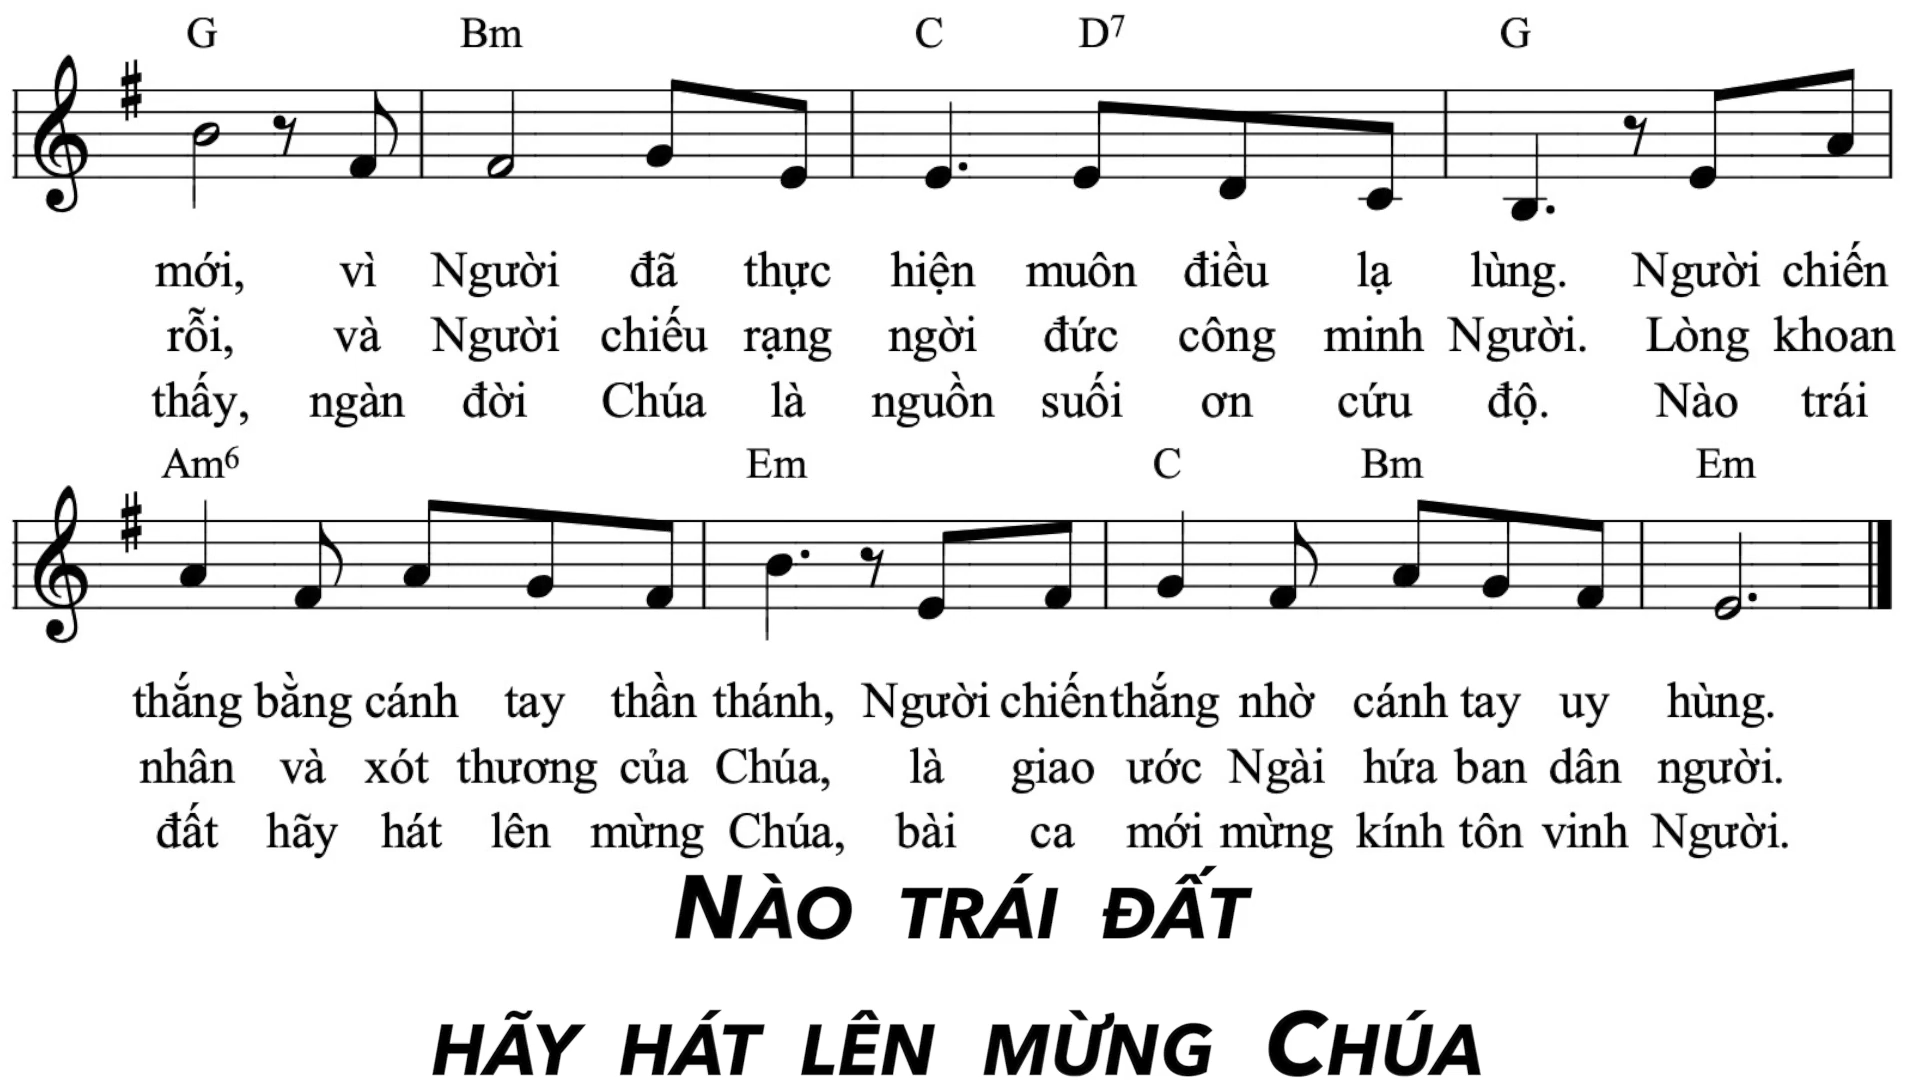 G Bm C D7 G
mới, vì Người đã thực hiện muôn điều lạ lùng. Người chiến
rỗi, và Người chiếu rạng ngời đức công minh Người. Lòng khoan
thấy, ngàn đời Chúa là nguồn suối ơn cứu độ. Nào trái
Am6 Em C Bm Em
thắng bằng cánh tay thần thánh, Người chiến thắng nhờ cánh tay uy hùng.
nhân và xót thương của Chúa, là giao ước Ngài hứa ban dân người.
đất hãy hát lên mừng Chúa, bài ca mới mừng kính tôn vinh Người.
NÀO TRÁI ĐẤT
HÃY HÁT LÊN MỪNG CHÚA